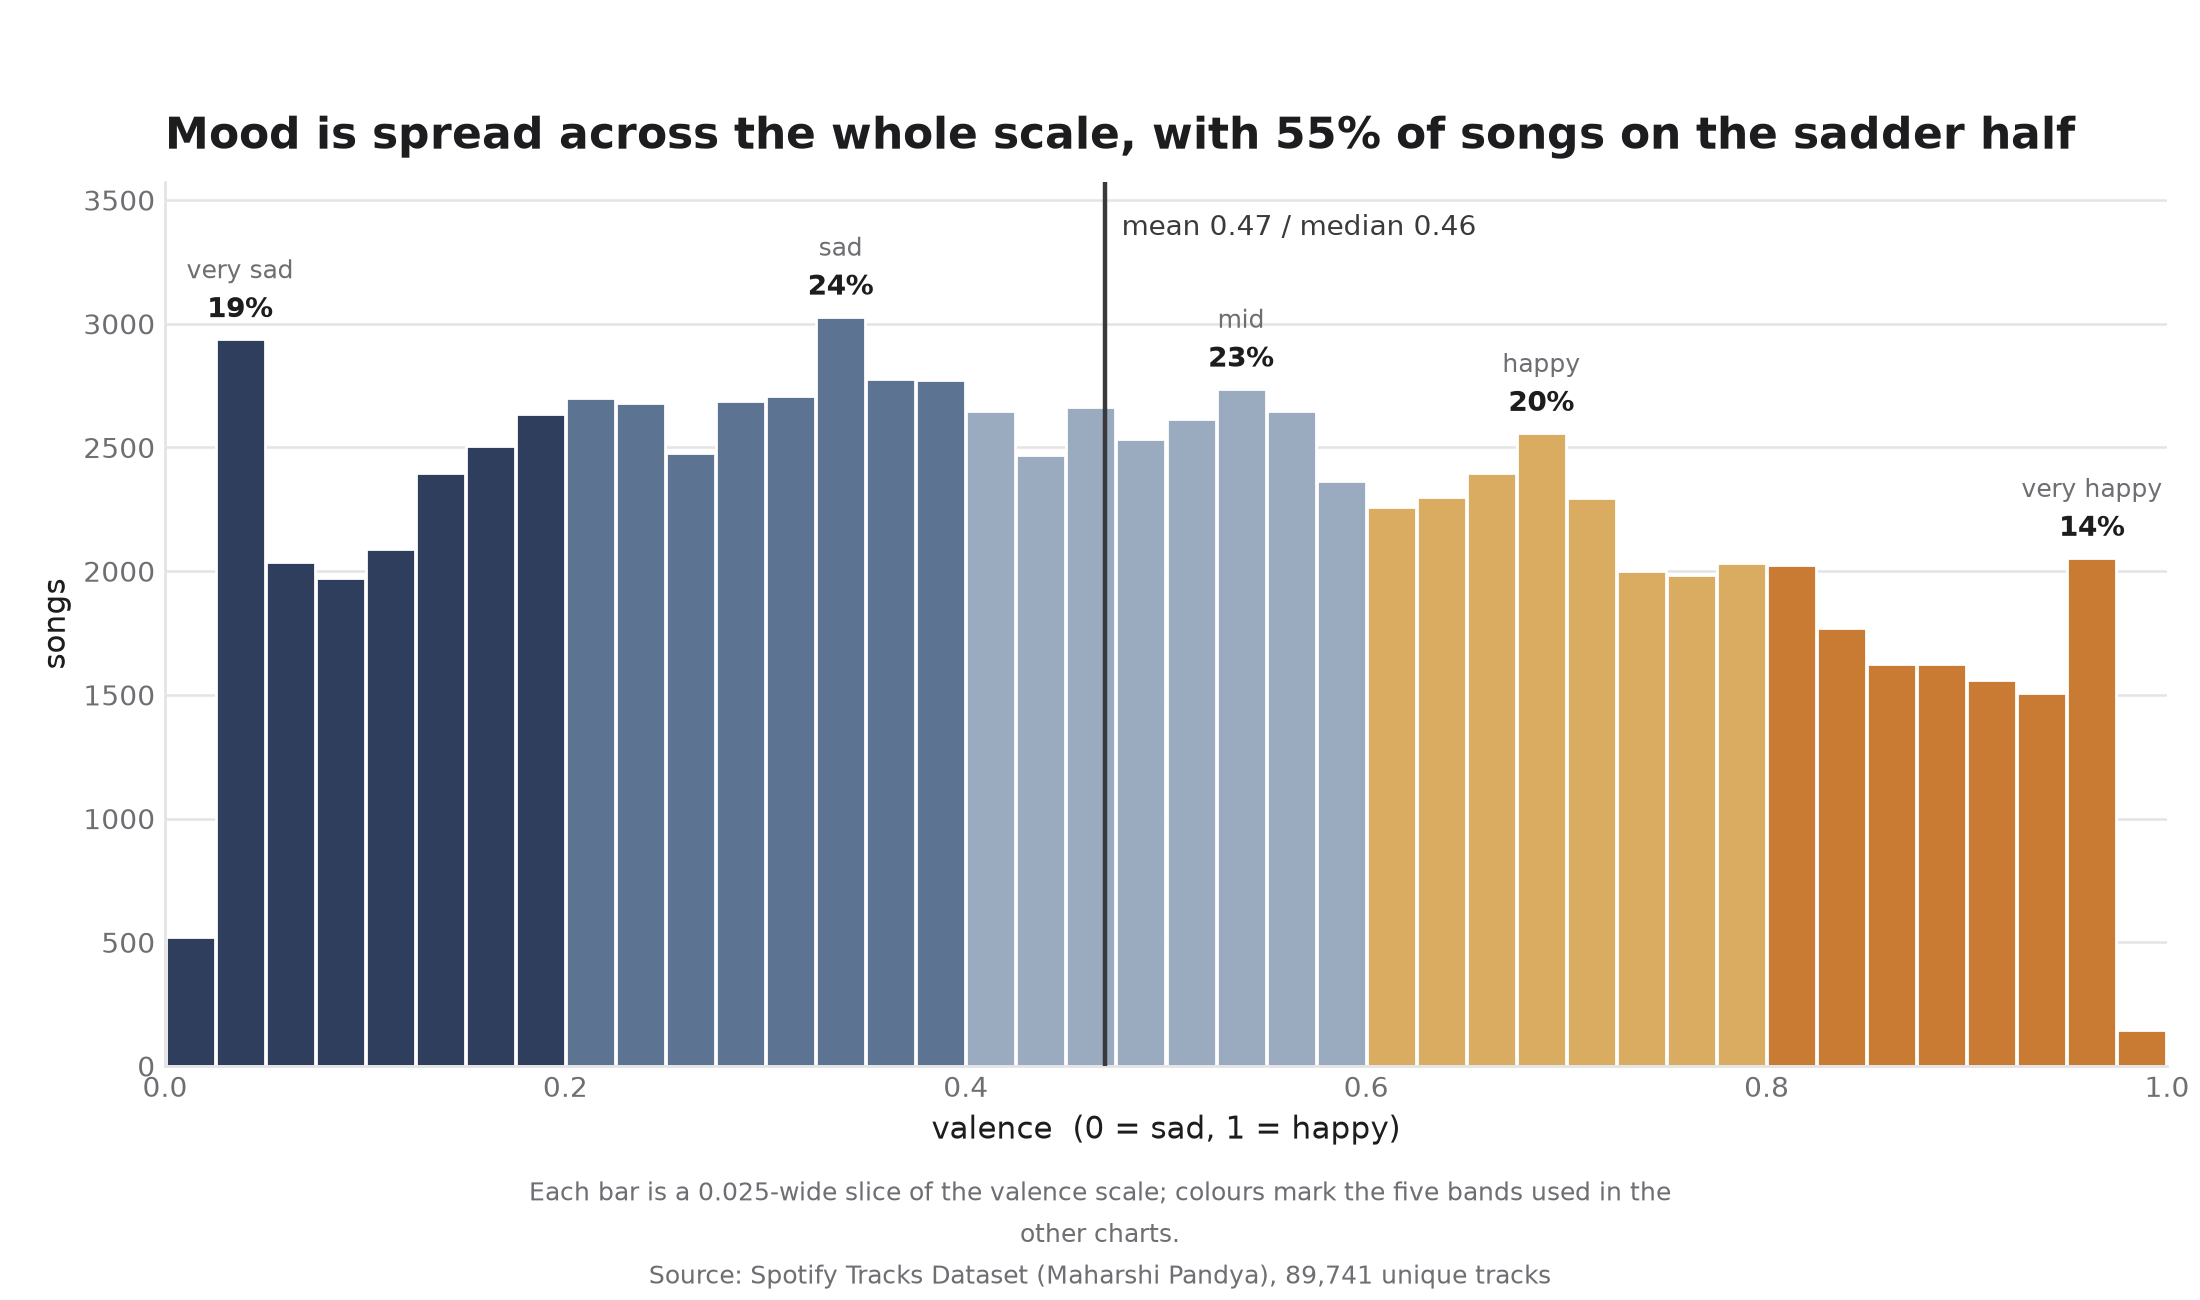 Mood is spread across the whole scale, with 55% of songs on the sadder half
3500
mean 0.47 / median 0.46
sad
very sad
24%
19%
3000
mid
23%
happy
20%
2500
very happy
14%
2000
songs
1500
1000
500
0
0.0
0.2
0.4
0.6
0.8
1.0
valence  (0 = sad, 1 = happy)
Each bar is a 0.025-wide slice of the valence scale; colours mark the five bands used in the
other charts.
Source: Spotify Tracks Dataset (Maharshi Pandya), 89,741 unique tracks